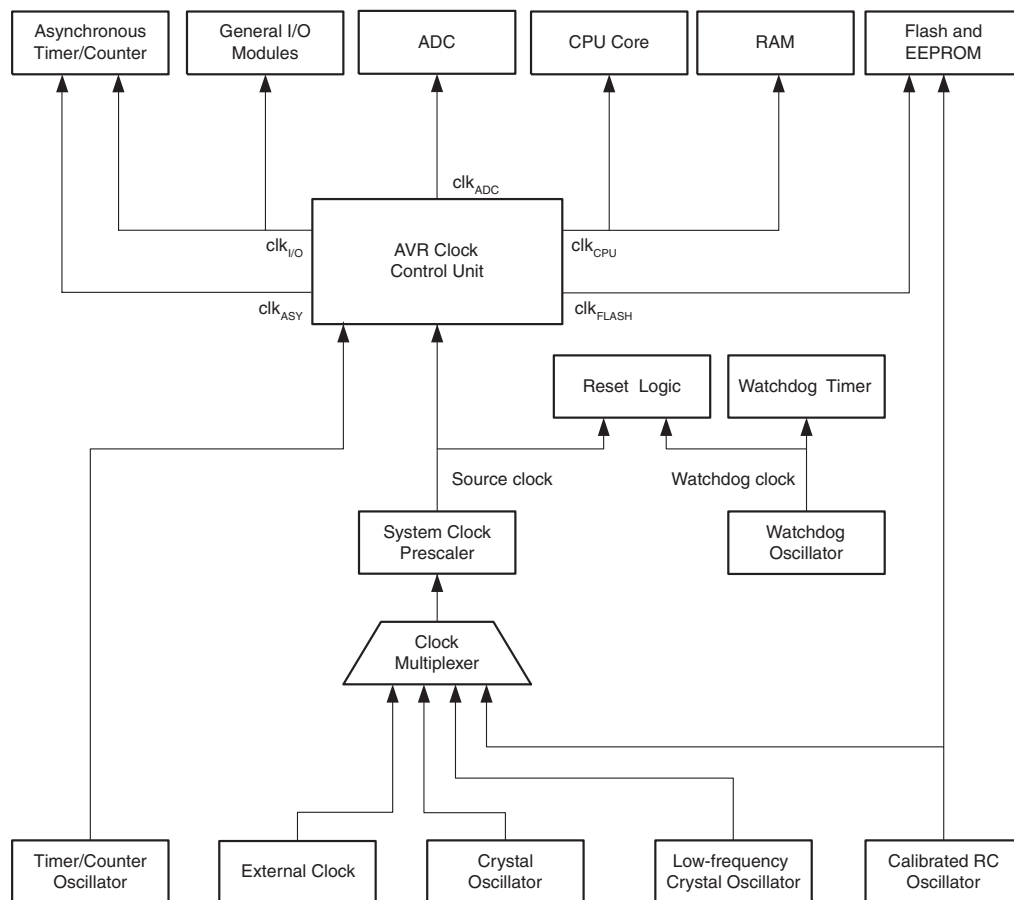 Asynchronous
Timer/Counter
General I/O
Modules
ADC
CPU Core
RAM
Flash and
EEPROM
clkADC
clkI/O
AVR Clock
Control Unit
clkCPU
clkASY
clkFLASH
Reset Logic
Watchdog Timer
Source clock
Watchdog clock
System Clock
Prescaler
Watchdog
Oscillator
Clock
Multiplexer
Timer/Counter
Oscillator
External Clock
Crystal
Oscillator
Low-frequency
Crystal Oscillator
Calibrated RC
Oscillator